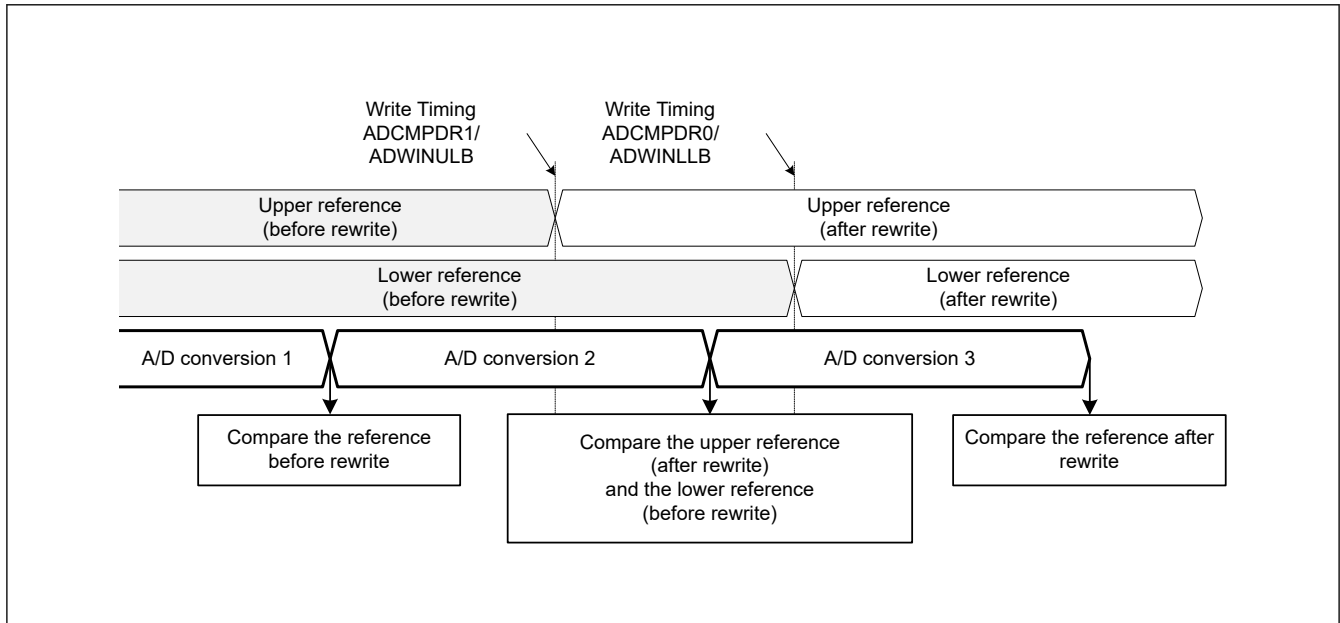 Write Timing
ADCMPDR1/
ADWINULB
Write Timing
ADCMPDR0/
ADWINLLB
Upper reference
(before rewrite)
Upper reference
(after rewrite)
Lower reference
(before rewrite)
Lower reference
(after rewrite)
A/D conversion 1
A/D conversion 2
A/D conversion 3
Compare the reference
before rewrite
Compare the upper reference
(after rewrite)
and the lower reference
(before rewrite)
Compare the reference after
rewrite